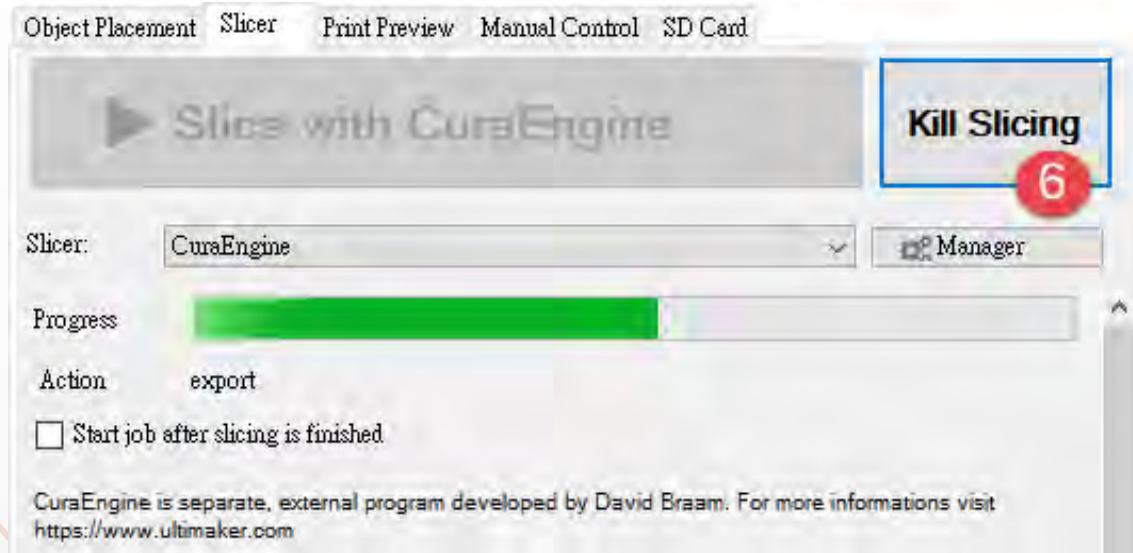 Object Placement Slicer Print Preview Manual Control SD Card
Slice with CuraEngine Kill Slicing
6
Slicer: CuraEngine Manager
Progress
Action export
Start job after slicing is finished
CuraEngine is separate, external program developed by David Braam. For more informations visit
https://www.ultimaker.com